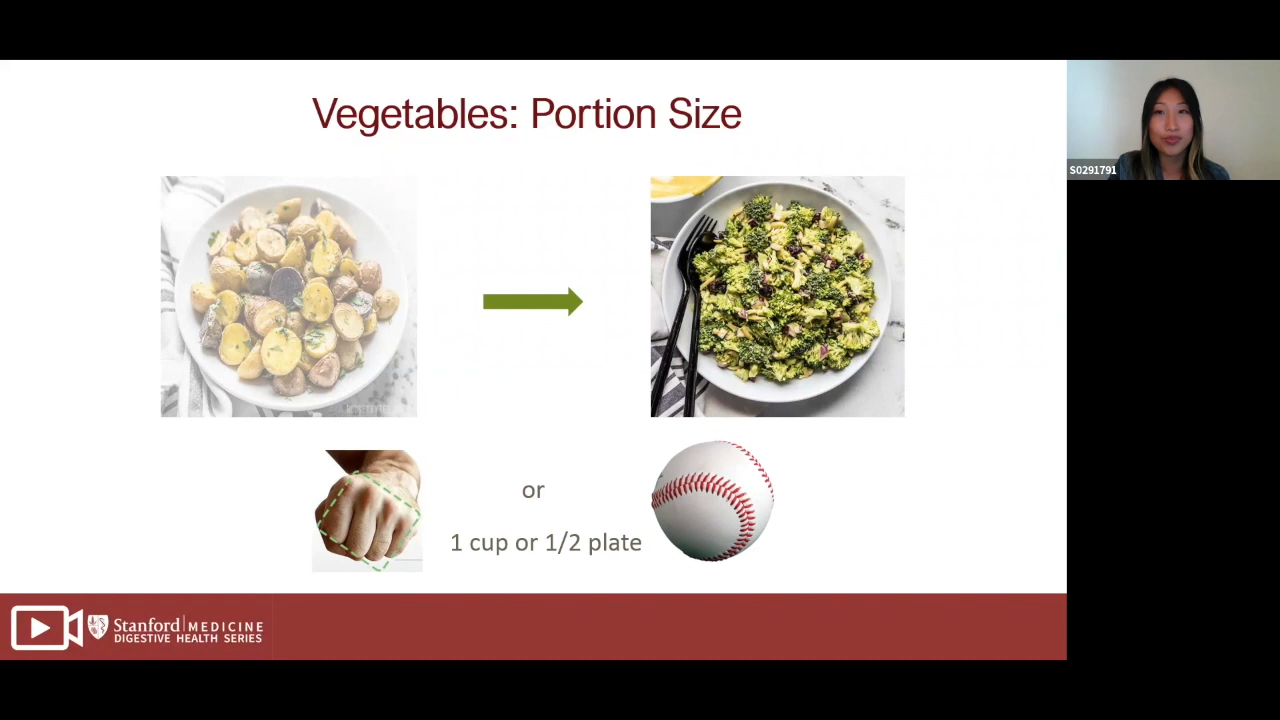 Vegetables: Portion Size
S0291791
or
1 cup or 1/2 plate
Stanford MEDICINE
DIGESTIVE HEALTH SERIES